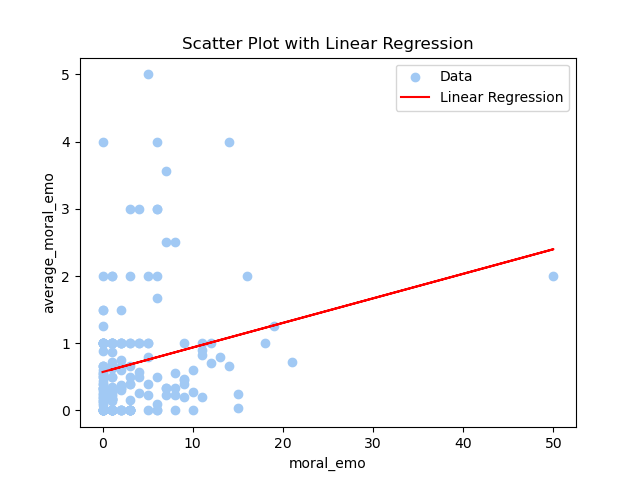 Scatter Plot with Linear Regression
Data
Linear Regression
5
4
3
2
1
0
average_moral_emo
0 10 20 30 40 50
moral_emo